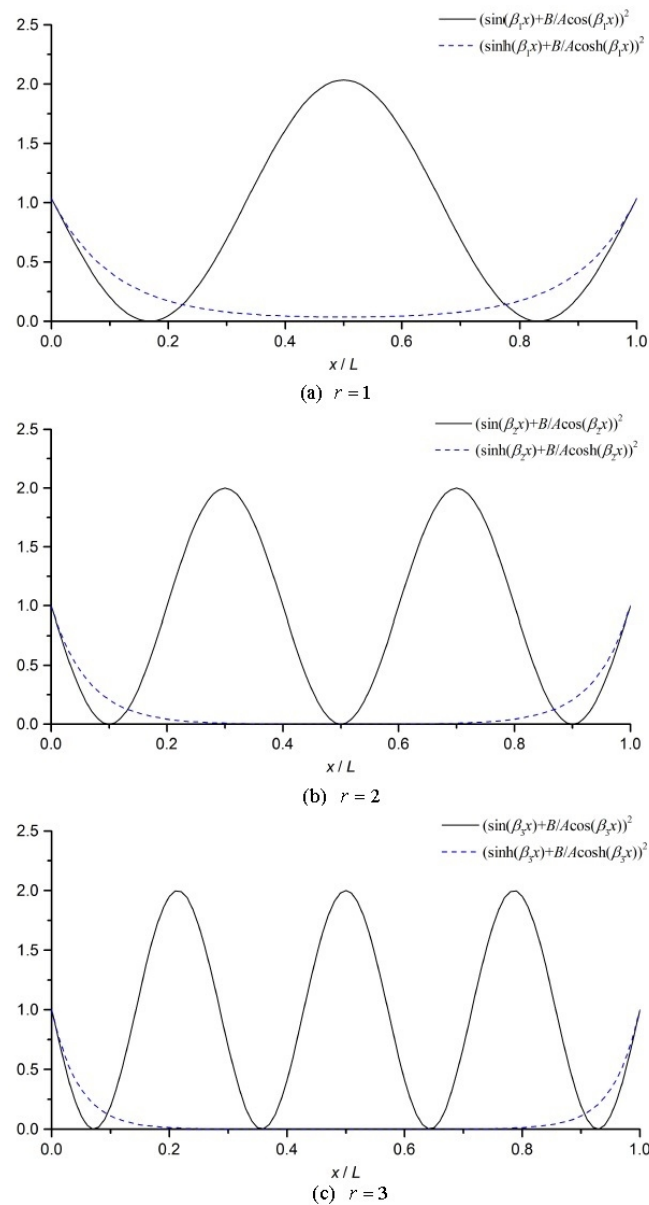 (sin(β₁x)+B/Acos(β₁x))²
(sinh(β₁x)+B/Acosh(β₁x))²
2.5
2.0
1.5
1.0
0.5
0.0
0.0 0.2 0.4 0.6 0.8 1.0
x / L
(a) r = 1
(sin(β₂x)+B/Acos(β₂x))²
(sinh(β₂x)+B/Acosh(β₂x))²
2.5
2.0
1.5
1.0
0.5
0.0
0.0 0.2 0.4 0.6 0.8 1.0
x / L
(b) r = 2
(sin(β₃x)+B/Acos(β₃x))²
(sinh(β₃x)+B/Acosh(β₃x))²
2.5
2.0
1.5
1.0
0.5
0.0
0.0 0.2 0.4 0.6 0.8 1.0
x / L
(c) r = 3